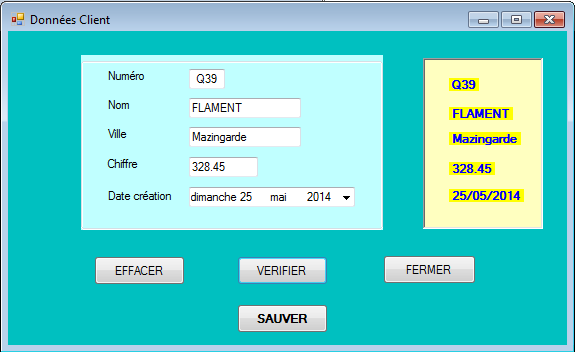 Données Client
Numéro Q39
Nom FLAMENT
Ville Mazingarde
Chiffre 328.45
Date création dimanche 25 mai 2014
Q39
FLAMENT
Mazingarde
328.45
25/05/2014
EFFACER VERIFIER FERMER
SAUVER